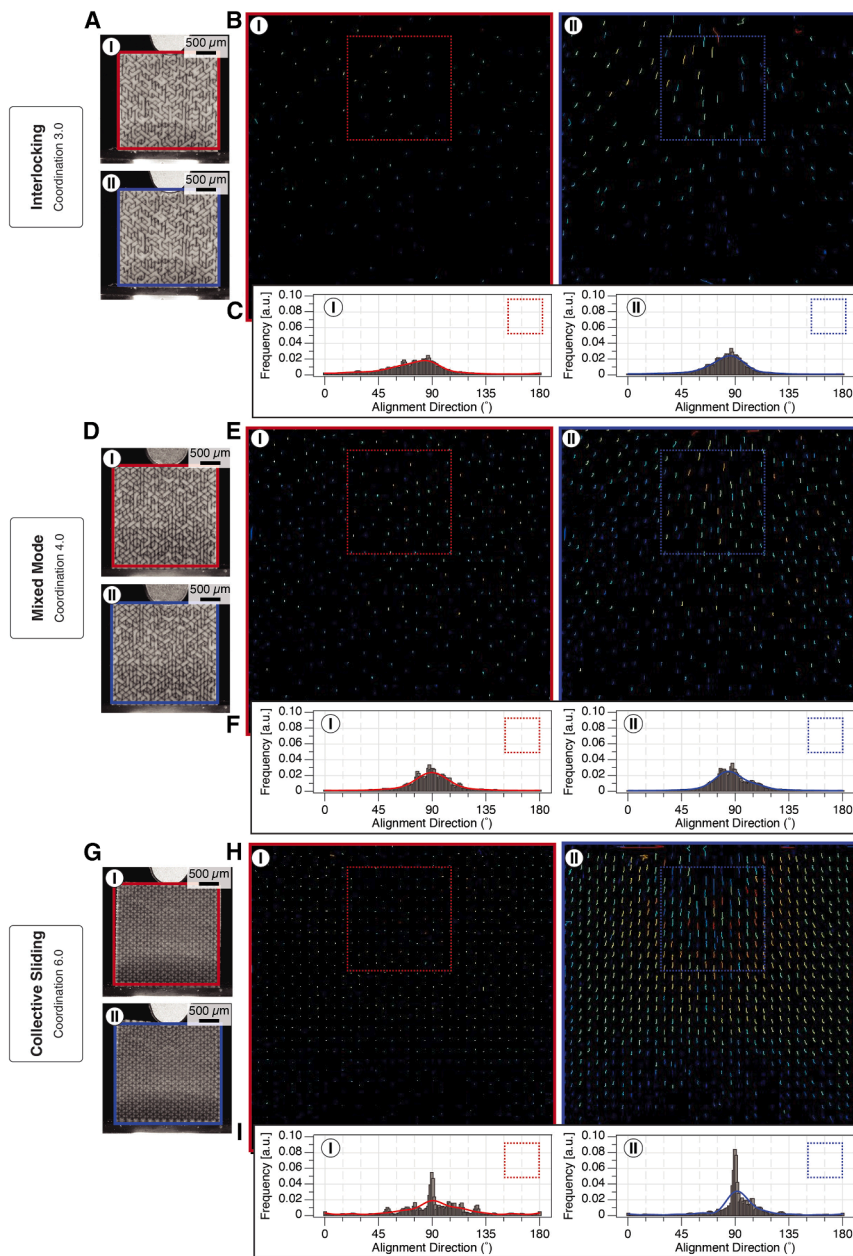 A
I
500 µm
II
500 µm
Interlocking
Coordination 3.0
B
I
II
C
Frequency [a.u.]
0.10
0.08
0.06
0.04
0.02
0
I
0 45 90 135 180
Alignment Direction (°)
Frequency [a.u.]
0.10
0.08
0.06
0.04
0.02
0
II
0 45 90 135 180
Alignment Direction (°)
D
I
500 µm
II
500 µm
Mixed Mode
Coordination 4.0
E
I
II
F
Frequency [a.u.]
0.10
0.08
0.06
0.04
0.02
0
I
0 45 90 135 180
Alignment Direction (°)
Frequency [a.u.]
0.10
0.08
0.06
0.04
0.02
0
II
0 45 90 135 180
Alignment Direction (°)
G
I
500 µm
II
500 µm
Collective Sliding
Coordination 6.0
H
I
II
I
Frequency [a.u.]
0.10
0.08
0.06
0.04
0.02
0
I
0 45 90 135 180
Alignment Direction (°)
Frequency [a.u.]
0.10
0.08
0.06
0.04
0.02
0
II
0 45 90 135 180
Alignment Direction (°)